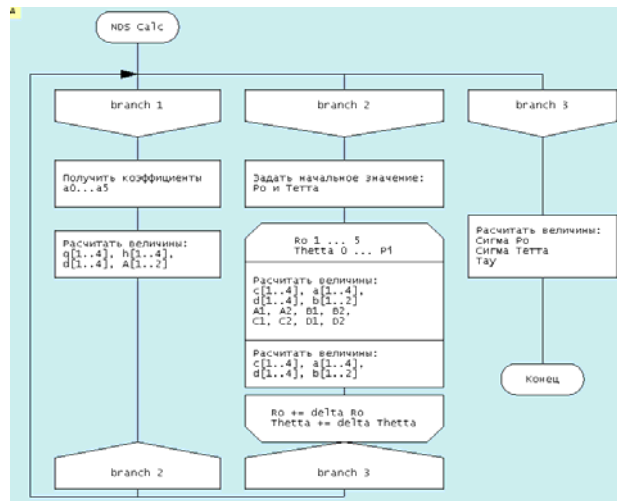 A
NDS Calc
branch 1
branch 2
branch 3
Получить коэффициенты
a0...a5
Расчитать величины:
q[1..4], h[1..4],
d[1..4], A[1..2]
branch 2
Задать начальное значение:
Ро и Тетта
Ro 1 ... 5
Thetta 0 ... Pi
Расчитать величины:
c[1..4], a[1..4],
d[1..4], b[1..2]
A1, A2, B1, B2,
C1, C2, D1, D2
Расчитать величины:
c[1..4], a[1..4],
d[1..4], b[1..2]
Ro += delta Ro
Thetta += delta Thetta
branch 3
Расчитать величины:
Сигма Ро
Сигма Тетта
Тау
Конец